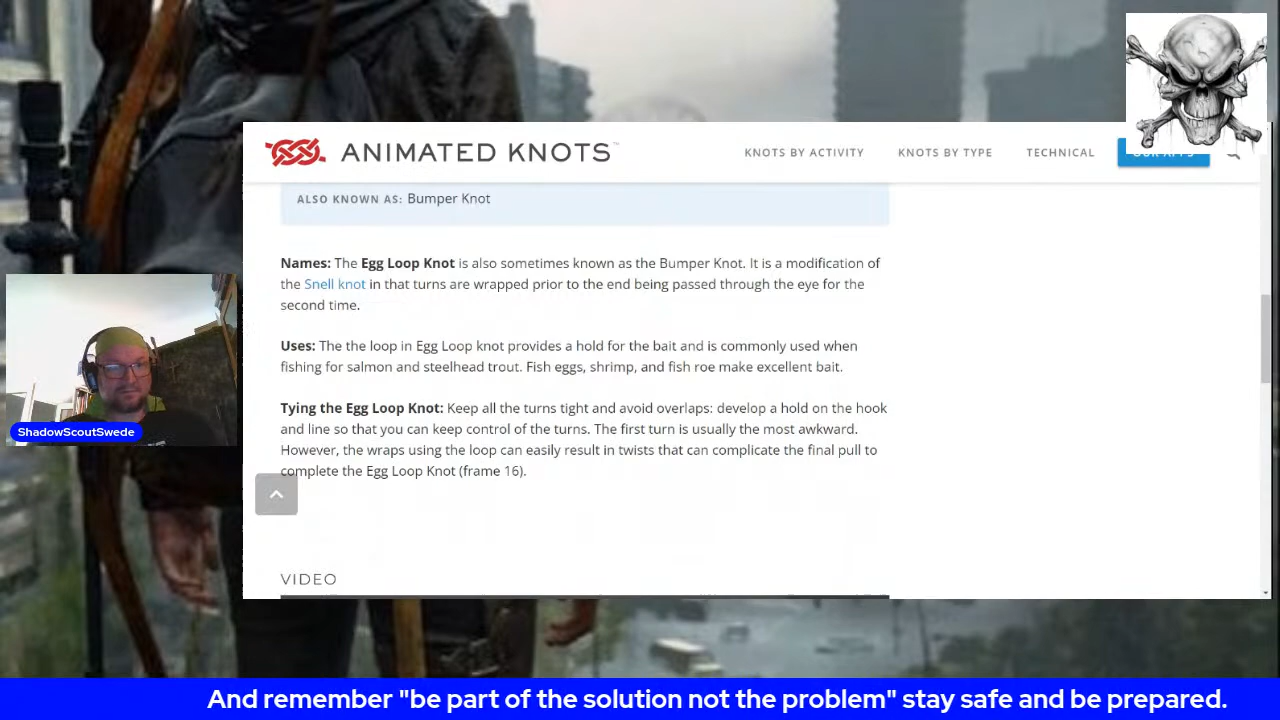 ANIMATED KNOTS™
KNOTS BY ACTIVITY
KNOTS BY TYPE
TECHNICAL
OUR APPS
ALSO KNOWN AS: Bumper Knot
Names: The Egg Loop Knot is also sometimes known as the Bumper Knot. It is a modification of
the Snell knot in that turns are wrapped prior to the end being passed through the eye for the
second time.
Uses: The the loop in Egg Loop knot provides a hold for the bait and is commonly used when
fishing for salmon and steelhead trout. Fish eggs, shrimp, and fish roe make excellent bait.
Tying the Egg Loop Knot: Keep all the turns tight and avoid overlaps: develop a hold on the hook
and line so that you can keep control of the turns. The first turn is usually the most awkward.
However, the wraps using the loop can easily result in twists that can complicate the final pull to
complete the Egg Loop Knot (frame 16).
VIDEO
ShadowScoutSwede
And remember "be part of the solution not the problem" stay safe and be prepared.